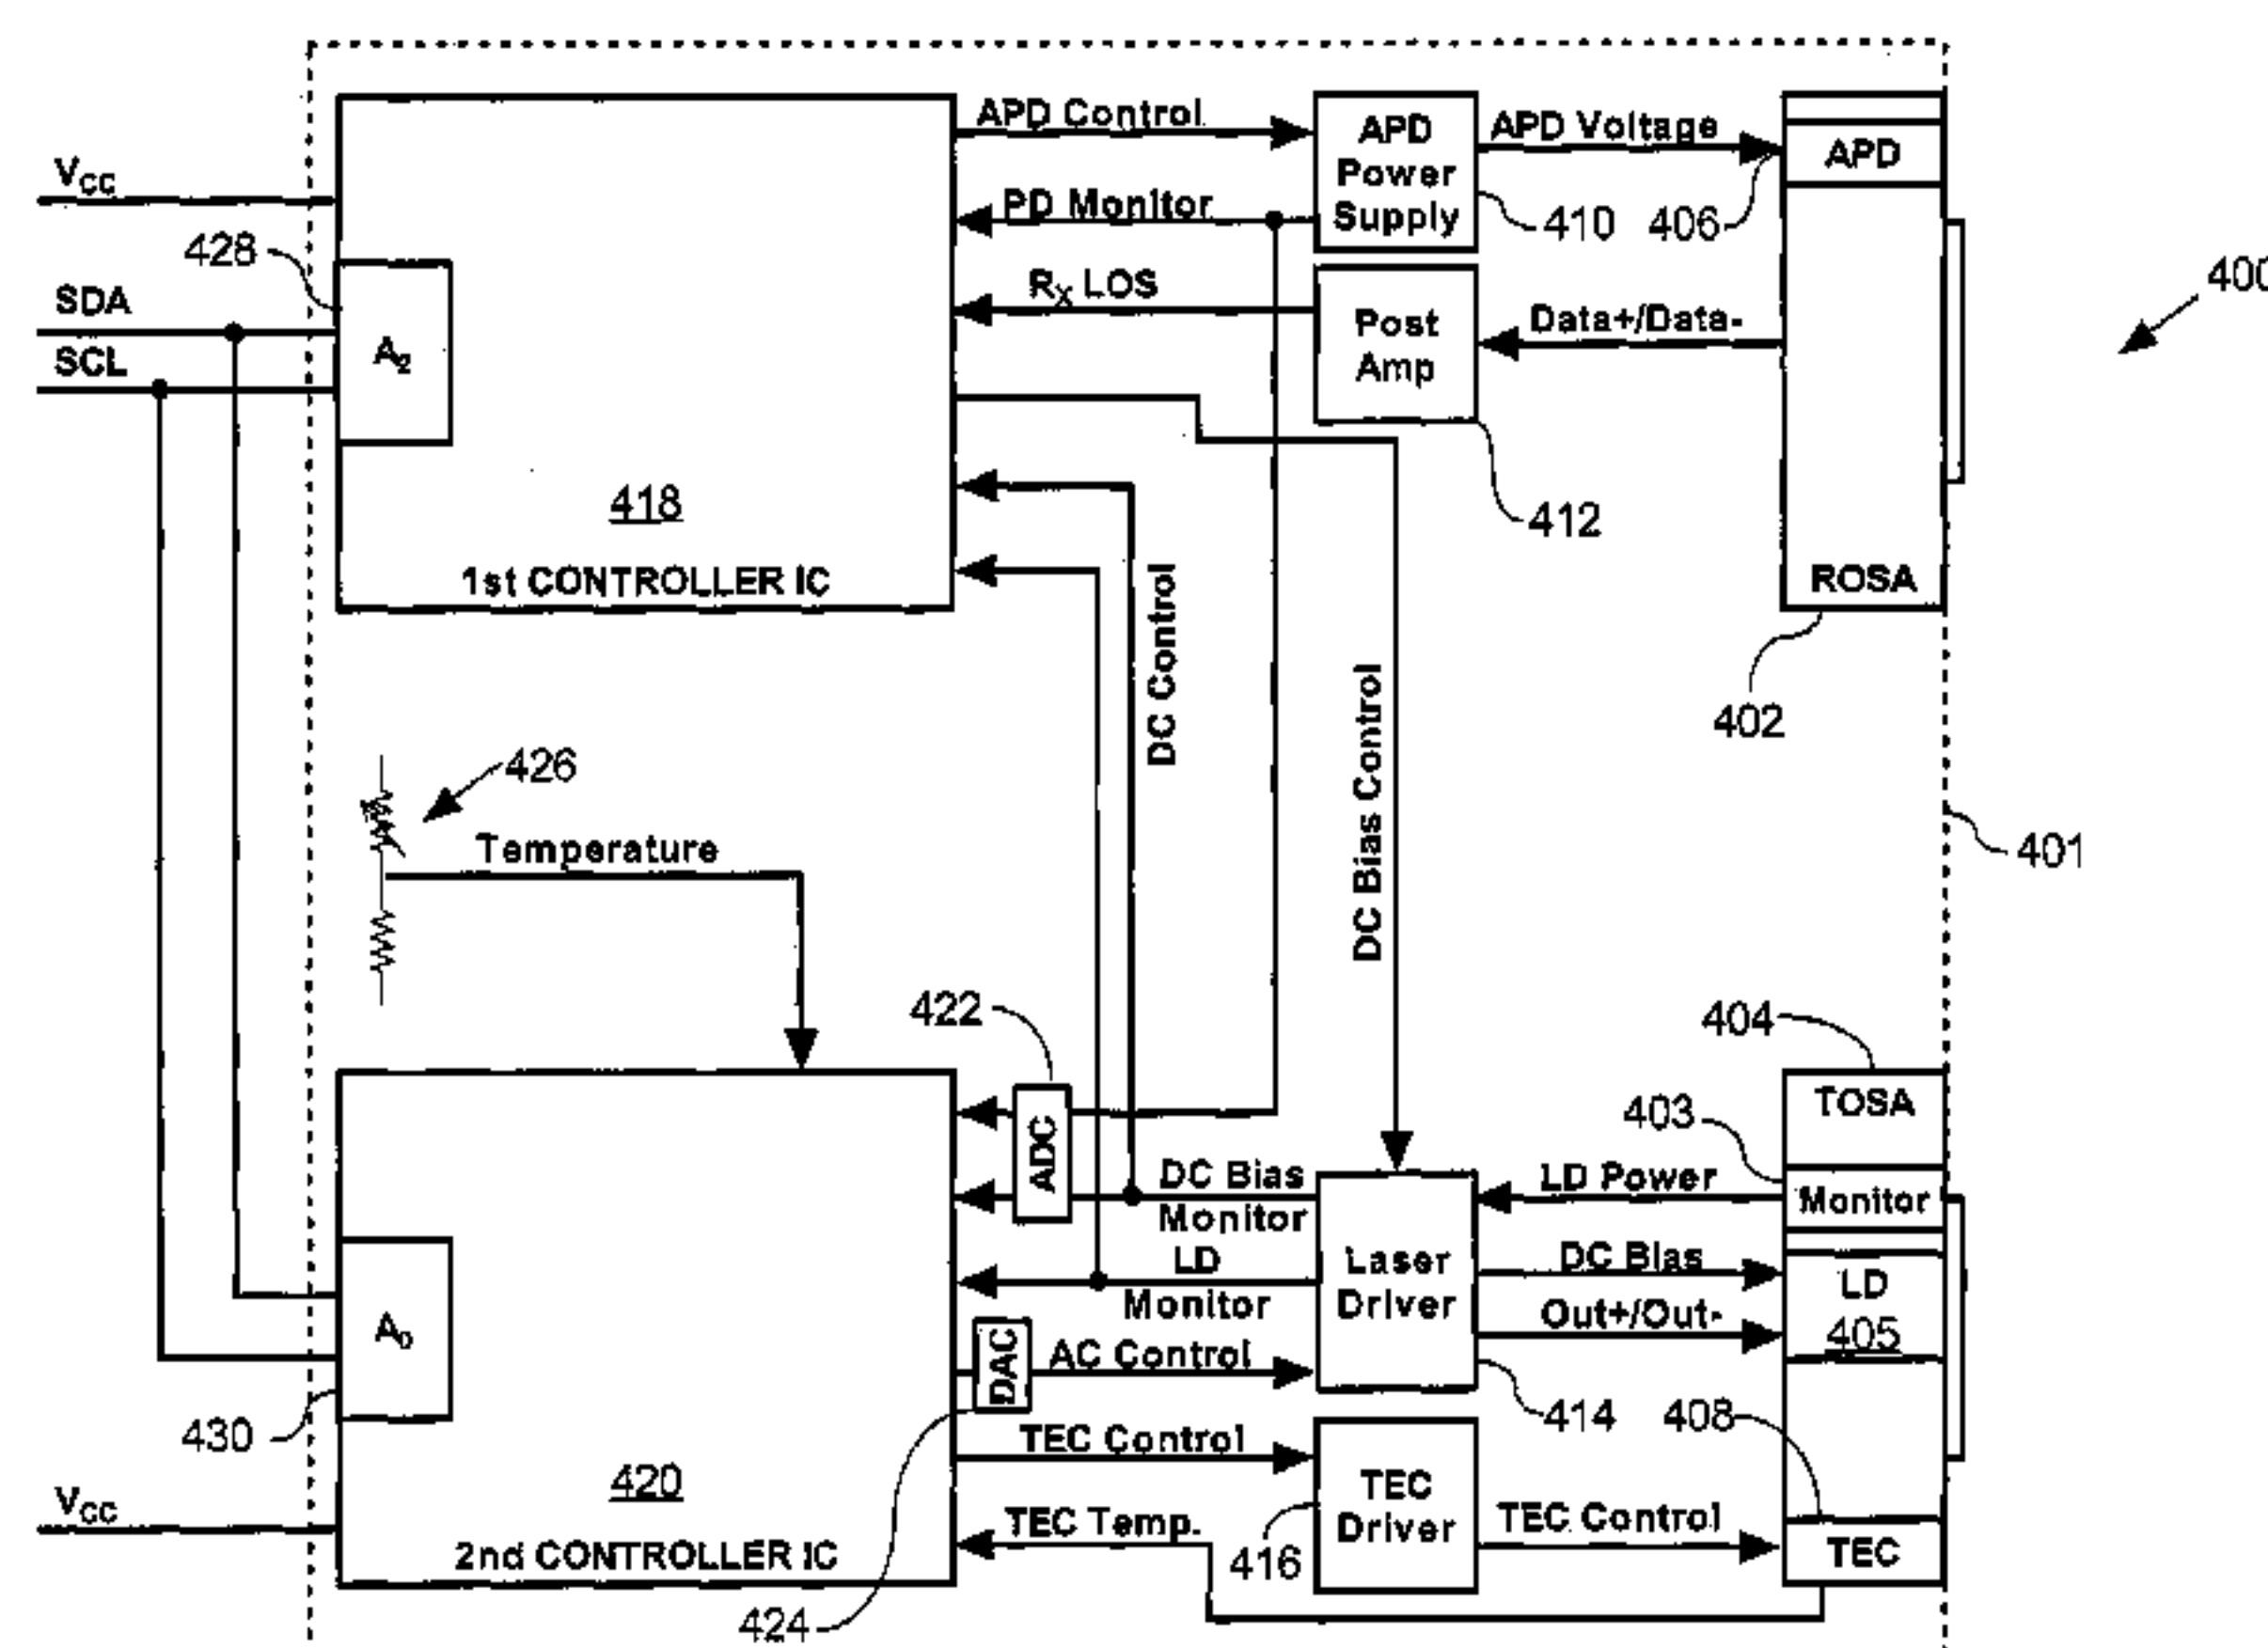 APD Control
APD
Power
Supply
APD Voltage
APD
VCC
PD Monitor
410
406
428
400
SDA
RX LOS
Post
Amp
Data+/Data-
A2
SCL
418
412
1st CONTROLLER IC
DC Control
ROSA
402
DC Bias Control
426
Temperature
401
422
404
ADC
TOSA
403
DC Bias
Monitor
LD Power
Monitor
LD
Monitor
Laser
Driver
DC Bias
LD
405
Out+/Out-
A0
DAC
AC Control
414
408
430
TEC Control
420
TEC
Driver
VCC
TEC Temp.
TEC Control
2nd CONTROLLER IC
416
TEC
424